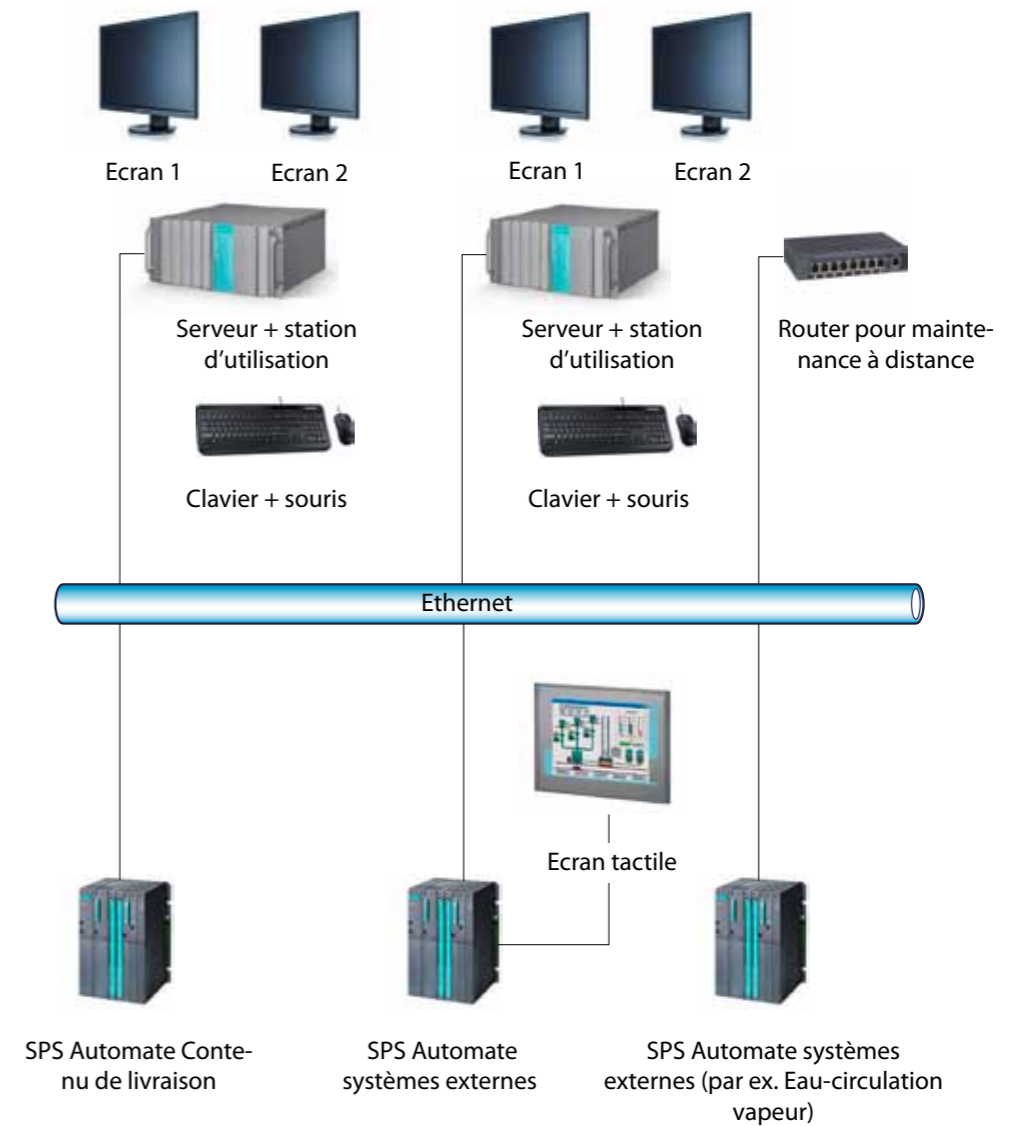 Ecran 1
Ecran 2
Ecran 1
Ecran 2
Serveur + station
d'utilisation
Serveur + station
d'utilisation
Router pour mainte-
nance à distance
Clavier + souris
Clavier + souris
Ethernet
Ecran tactile
SPS Automate Conte-
nu de livraison
SPS Automate
systèmes externes
SPS Automate systèmes
externes (par ex. Eau-circulation
vapeur)